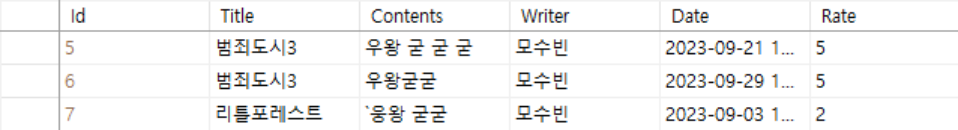 Id Title Contents Writer Date Rate
5 범죄도시3 우왕 굳 굳 굳 모수빈 2023-09-21 1... 5
6 범죄도시3 우왕굳굳 모수빈 2023-09-29 1... 5
7 리틀포레스트 `웅왕 굳굳 모수빈 2023-09-03 1... 2